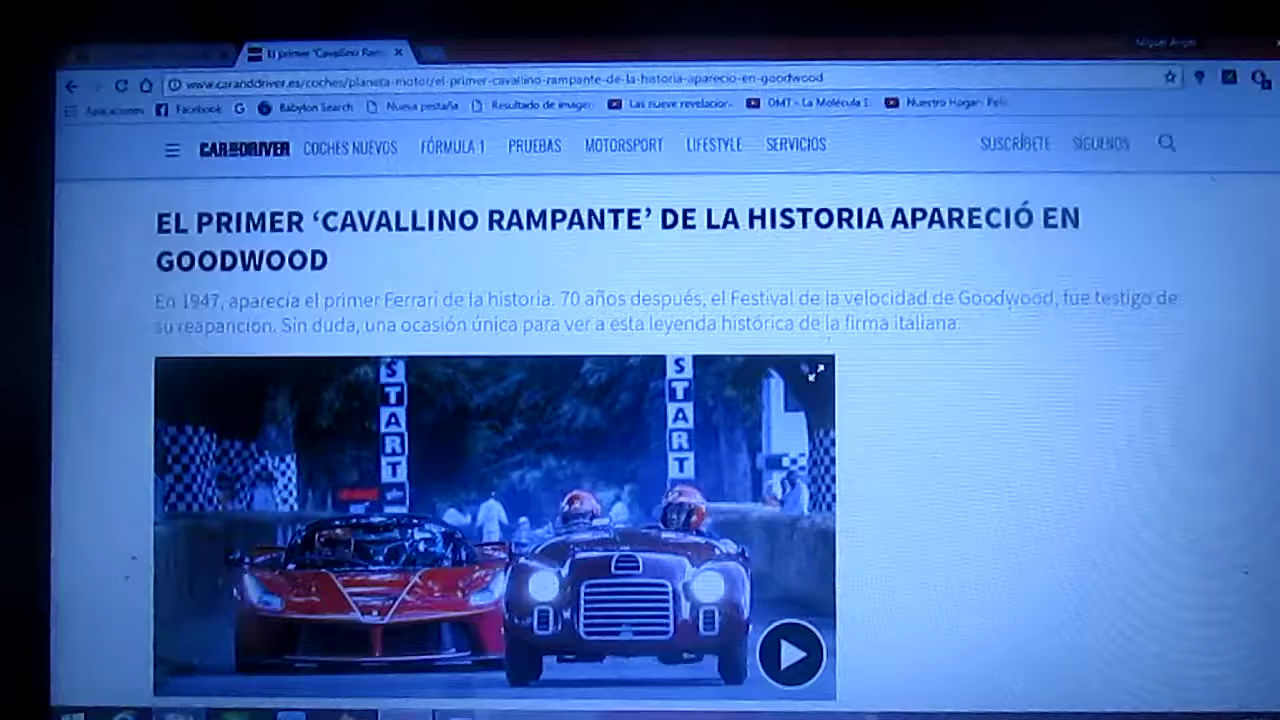 El primer 'Cavallino Ram
Miguel Angel
www.caranddriver.es/coches/planeta-motor/el-primer-cavallino-rampante-de-la-historia-aparecio-en-goodwood
Aplicaciones Facebook G Babylon Search Nueva pestaña Resultado de imagen Las nueve revelacion OMT - La Molécula Nuestro Hogar
CAR AND DRIVER COCHES NUEVOS FÓRMULA 1 PRUEBAS MOTORSPORT LIFESTYLE SERVICIOS SUSCRÍBETE SÍGUENOS
EL PRIMER ‘CAVALLINO RAMPANTE’ DE LA HISTORIA APARECIÓ EN
GOODWOOD
En 1947, aparecía el primer Ferrari de la historia. 70 años después, el Festival de la velocidad de Goodwood, fue testigo de
su reaparición. Sin duda, una ocasión única para ver a esta leyenda histórica de la firma italiana.
START
START